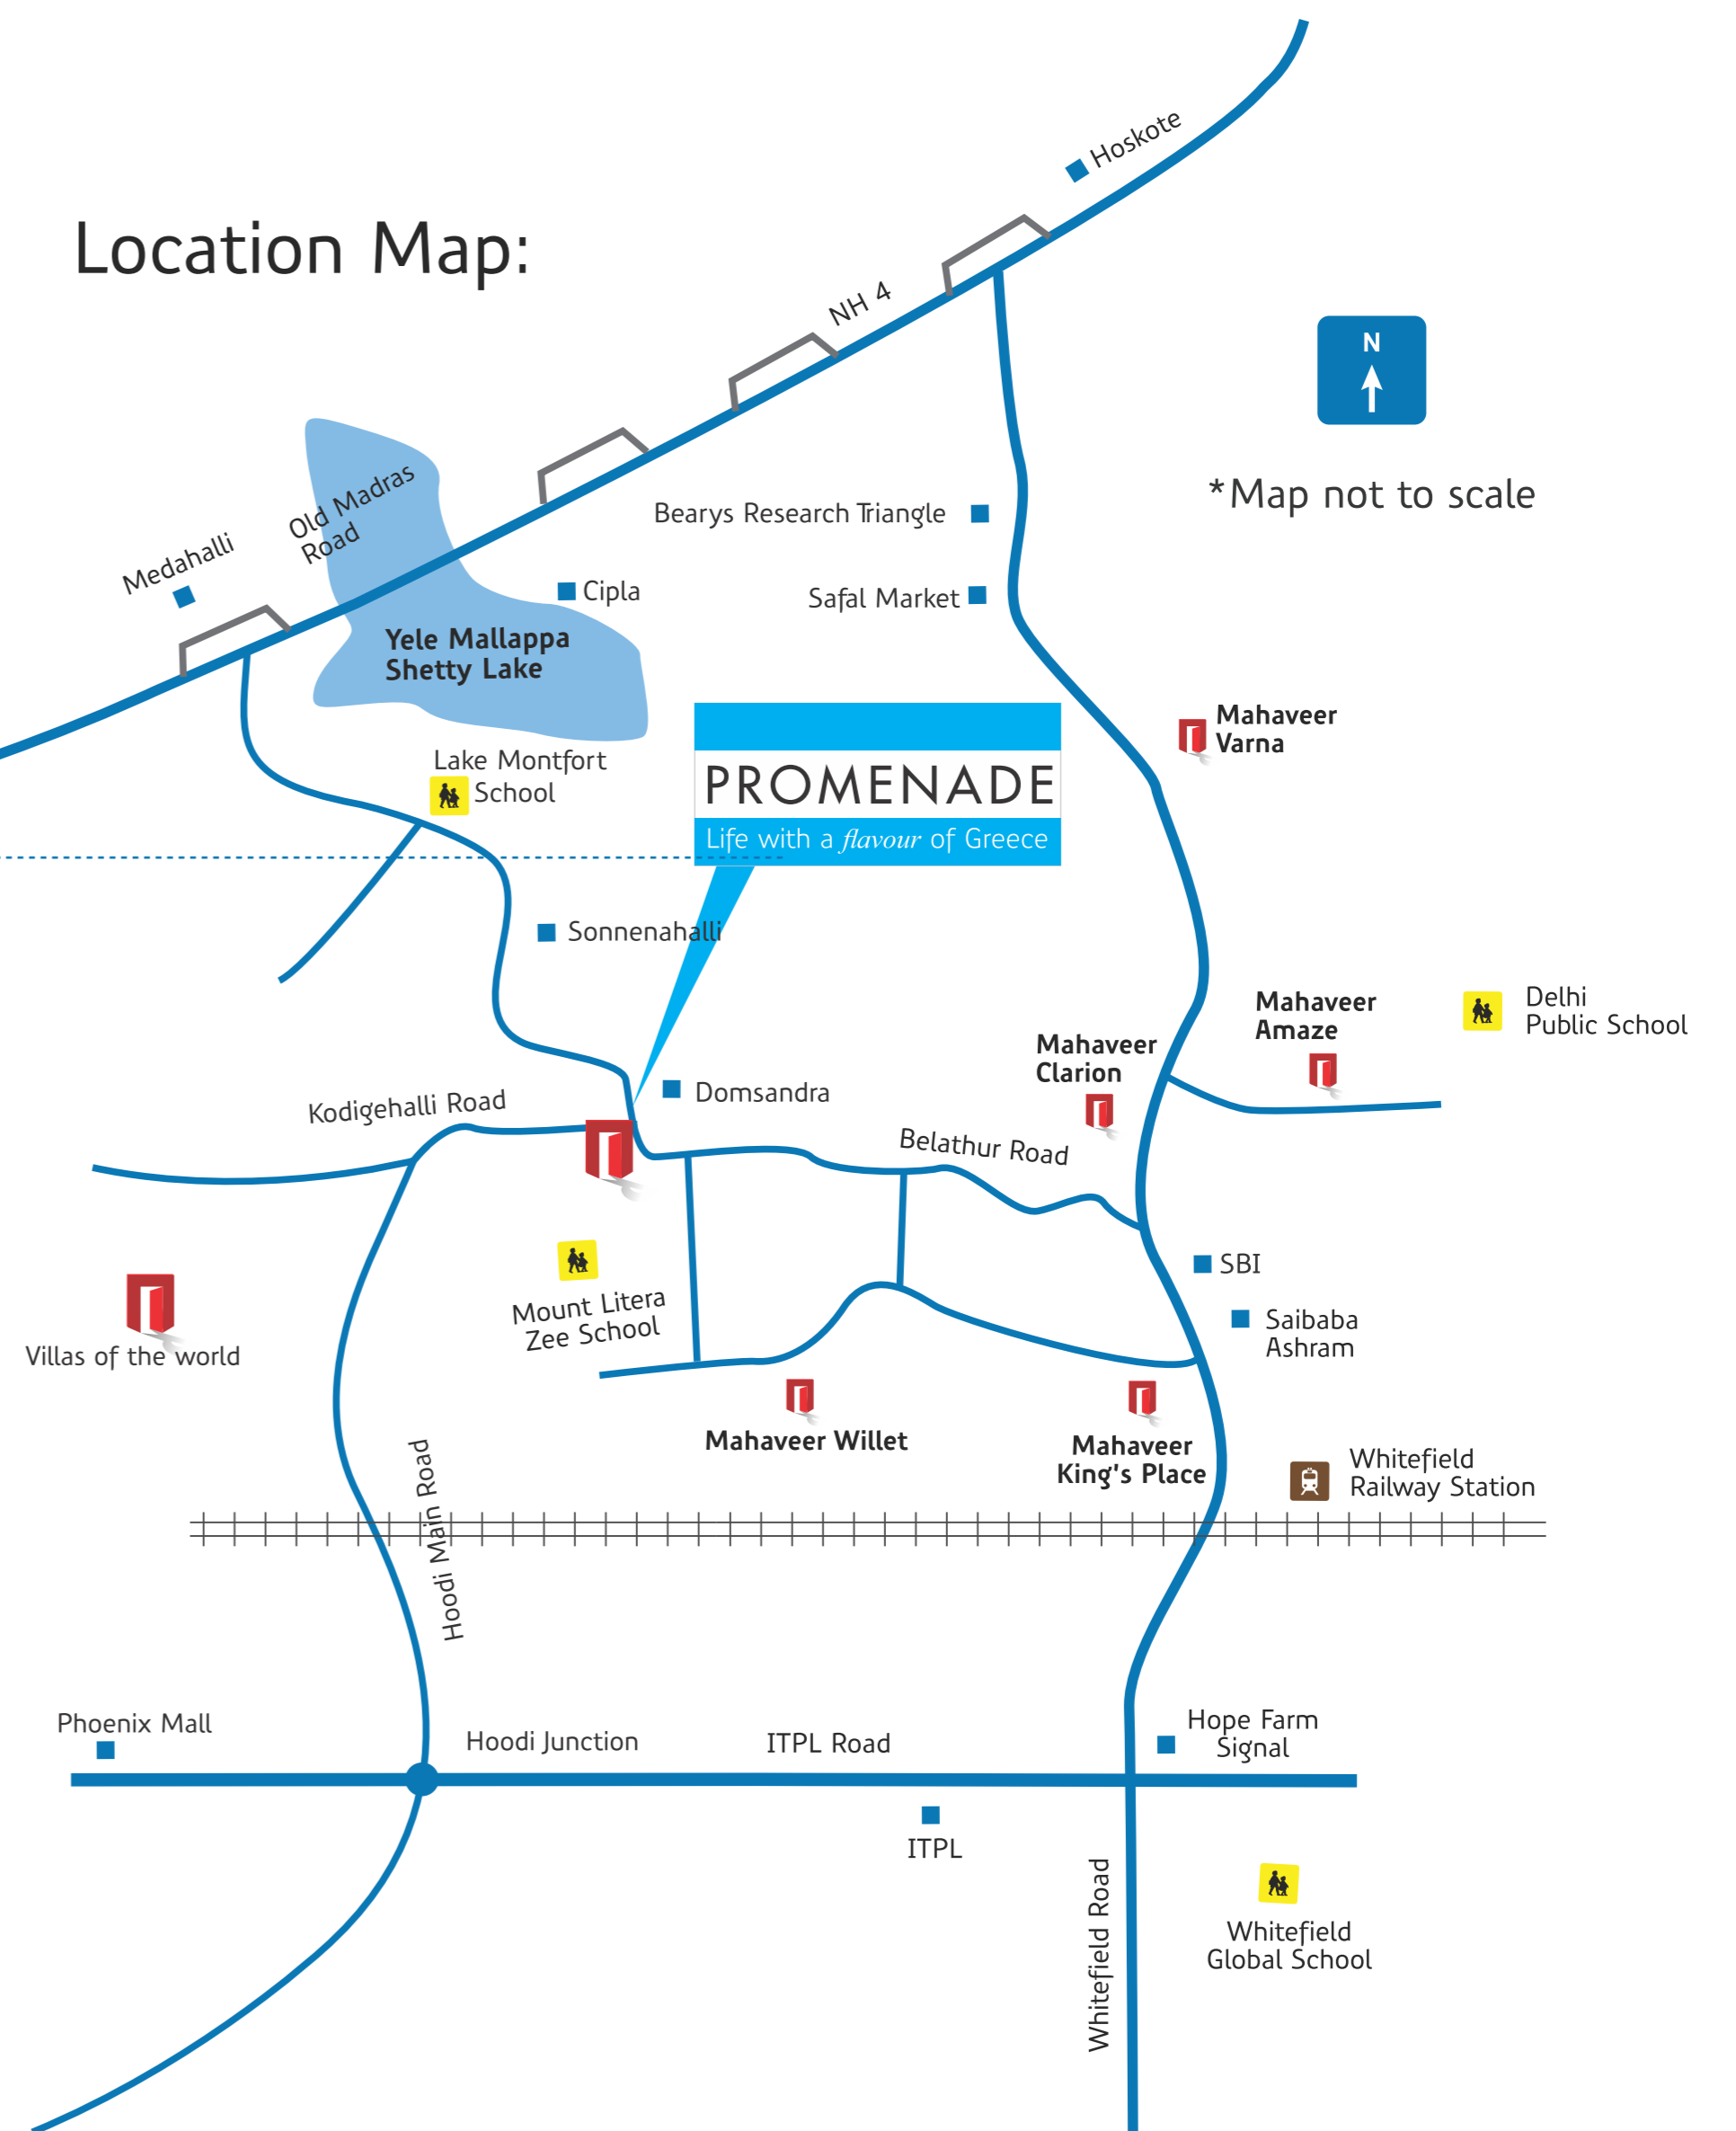 Hoskote
Location Map:
NH 4
N
*Map not to scale
Old Madras
Road
Medahalli
Bearys Research Triangle
Cipla
Safal Market
Yele Mallappa
Shetty Lake
Mahaveer
Varna
Lake Montfort
School
PROMENADE
Life with a flavour of Greece
Sonnenahalli
Mahaveer
Amaze
Delhi
Public School
Mahaveer
Clarion
Domsandra
Kodigehalli Road
Belathur Road
SBI
Saibaba
Ashram
Mount Litera
Zee School
Villas of the world
Mahaveer Willet
Mahaveer
King's Place
Whitefield
Railway Station
Hoodi Main Road
Phoenix Mall
Hoodi Junction
ITPL Road
Hope Farm
Signal
ITPL
Whitefield Road
Whitefield
Global School